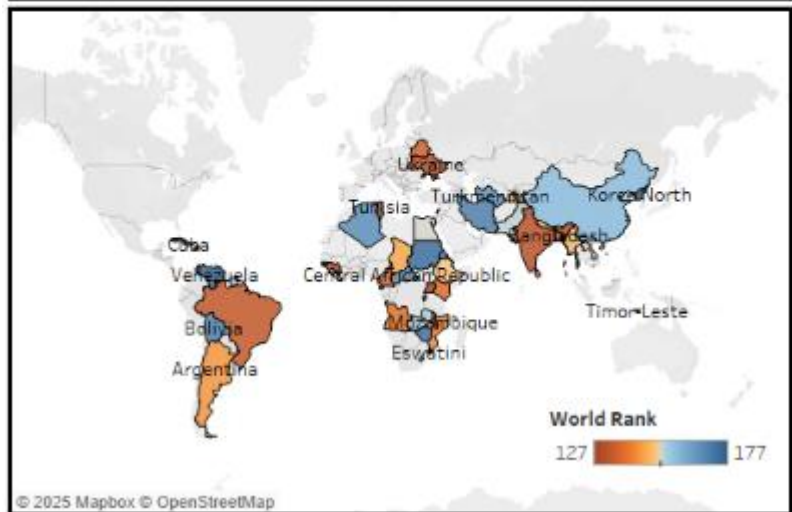 Ukraine
Turkmenistan
Korea North
Tunisia
Bangladesh
Cuba
Venezuela
Central African Republic
Timor-Leste
Mozambique
Bolivia
Eswatini
Argentina
World Rank
127
177
© 2025 Mapbox © OpenStreetMap